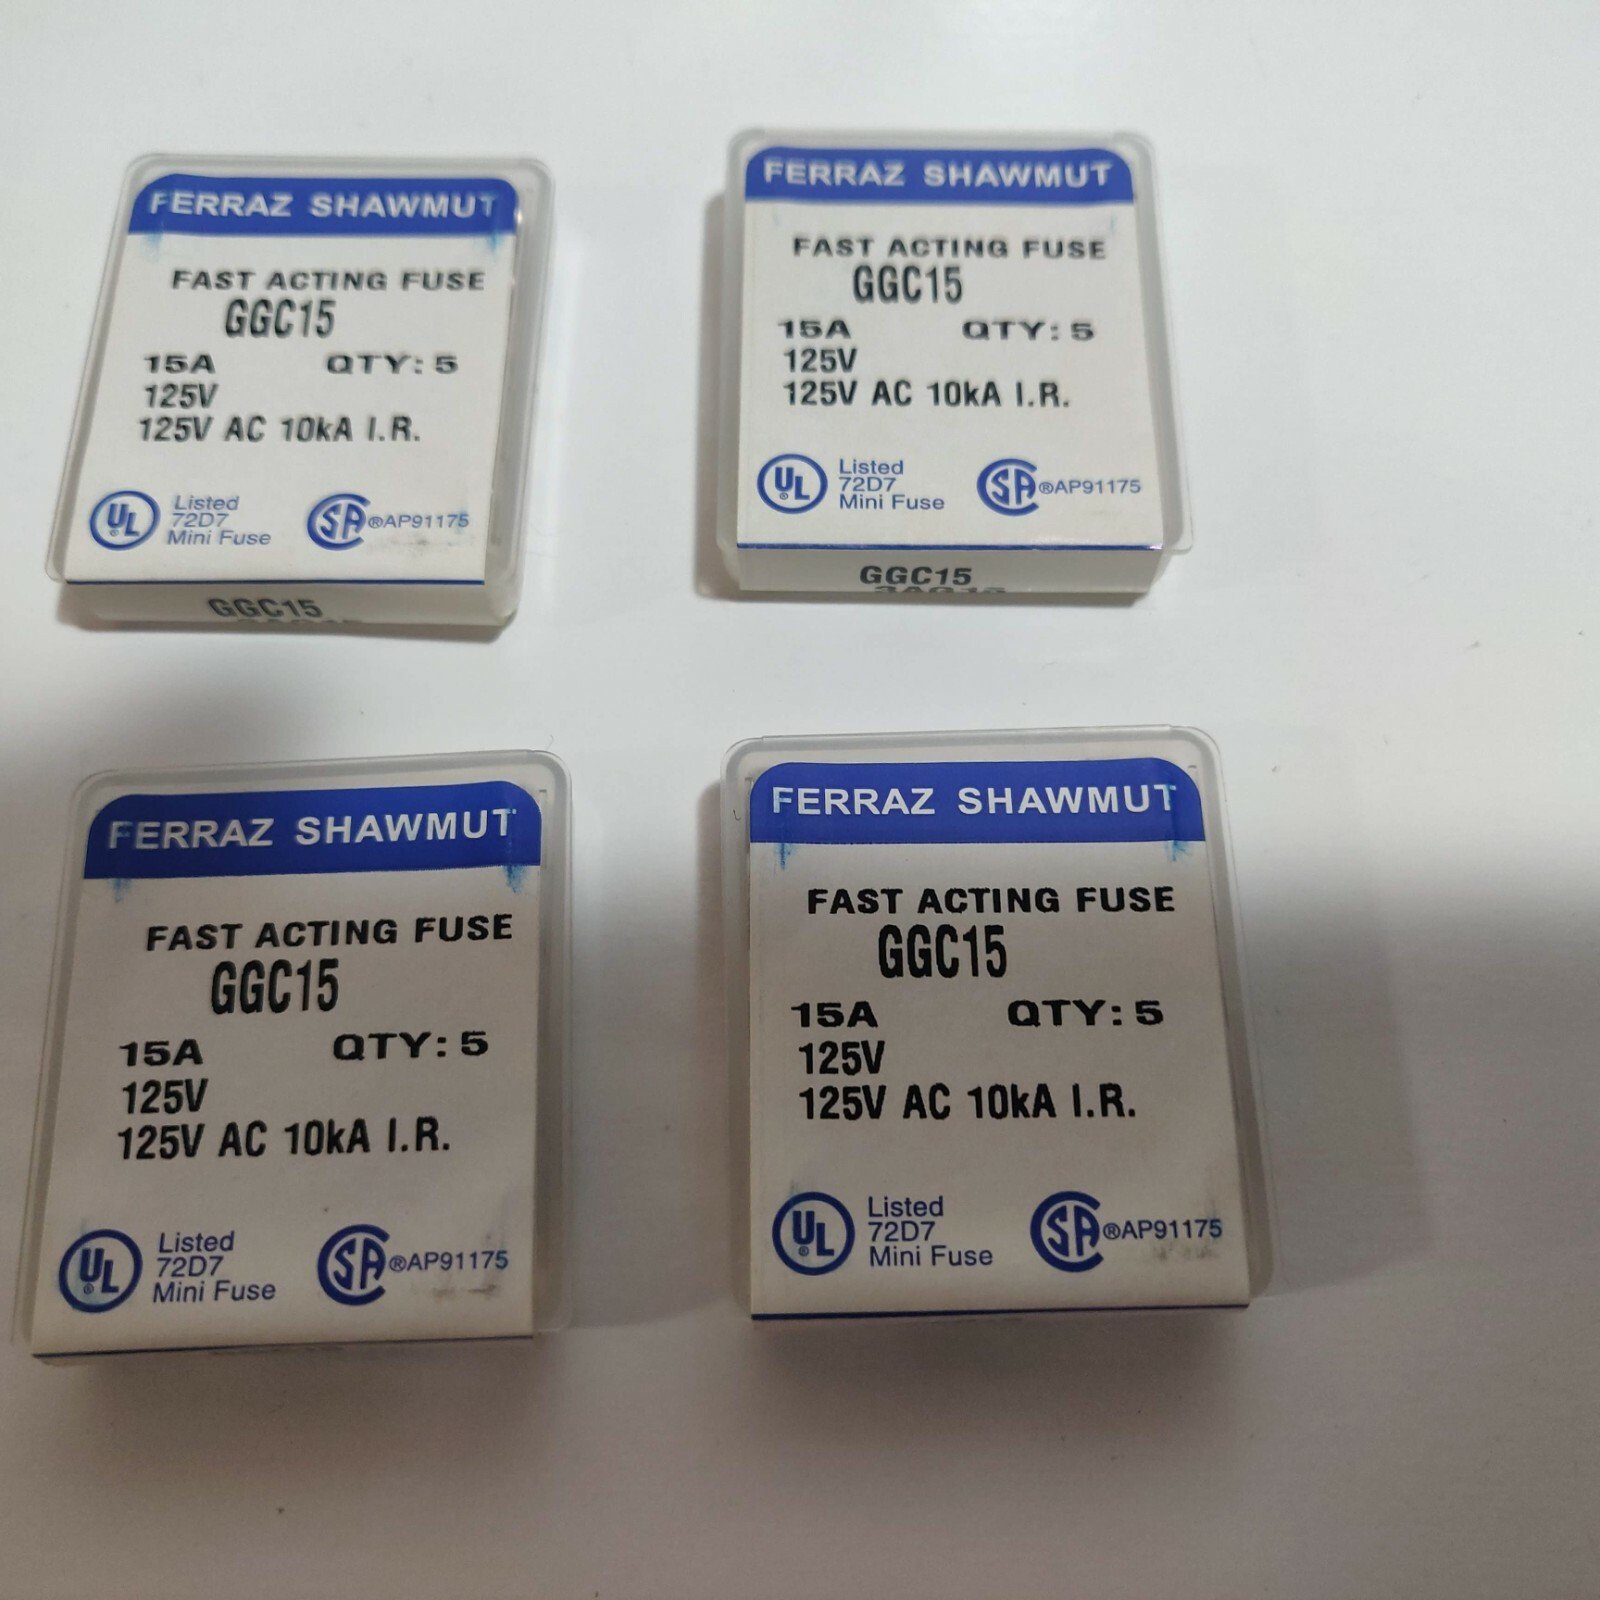 FERRAZ SHAWMUT
FAST ACTING FUSE
GGC15
15A QTY: 5
125V
125V AC 10kA I.R.
UL® Listed
72D7
Mini Fuse
SA ®AP91175
GGC15
FERRAZ SHAWMUT
FAST ACTING FUSE
GGC15
15A QTY: 5
125V
125V AC 10kA I.R.
UL® Listed
72D7
Mini Fuse
SA ®AP91175
GGC15
FERRAZ SHAWMUT
FAST ACTING FUSE
GGC15
15A QTY: 5
125V
125V AC 10kA I.R.
UL® Listed
72D7
Mini Fuse
SA ®AP91175
FERRAZ SHAWMUT
FAST ACTING FUSE
GGC15
15A QTY: 5
125V
125V AC 10kA I.R.
UL® Listed
72D7
Mini Fuse
SA ®AP91175